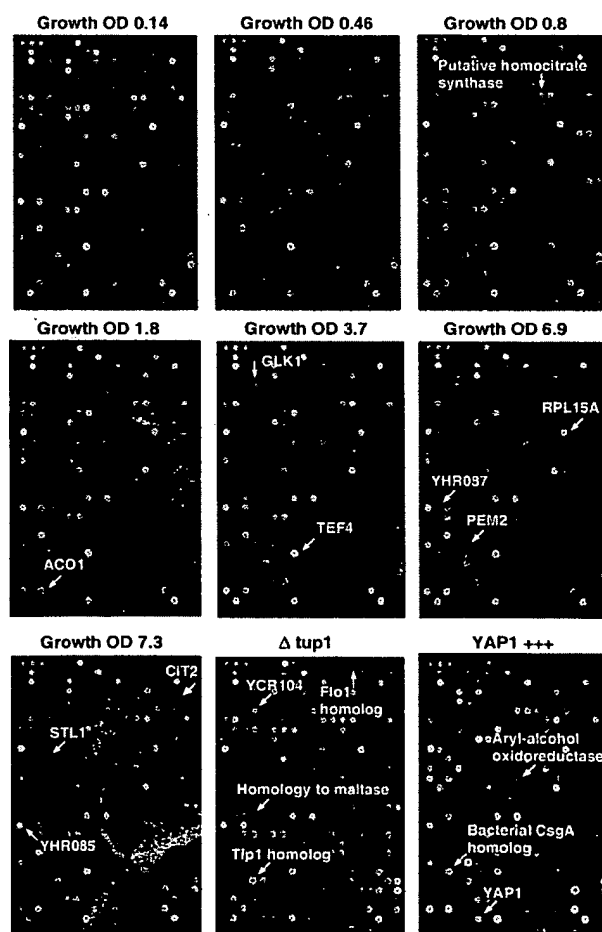 Growth OD 0.14
Growth OD 0.46
Growth OD 0.8
Putative homocitrate
synthase
Growth OD 1.8
Growth OD 3.7
Growth OD 6.9
GLK1
RPL15A
YHR087
PEM2
TEF4
ACO1
Growth OD 7.3
Δ tup1
YAP1 +++
CIT2
YCR104
Flo1
homolog
STL1
Aryl-alcohol
oxidoreductase
Homology to maltase
YHR085
Tip1 homolog
Bacterial CsgA
homolog
YAP1